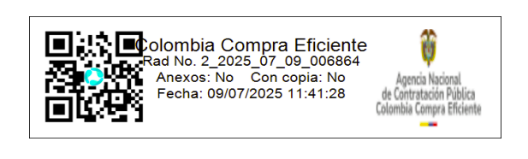 Colombia Compra Eficiente
Rad No. 2_2025_07_09_006864
Anexos: No Con copia: No
Fecha: 09/07/2025 11:41:28
Agencia Nacional
de Contratación Pública
Colombia Compra Eficiente